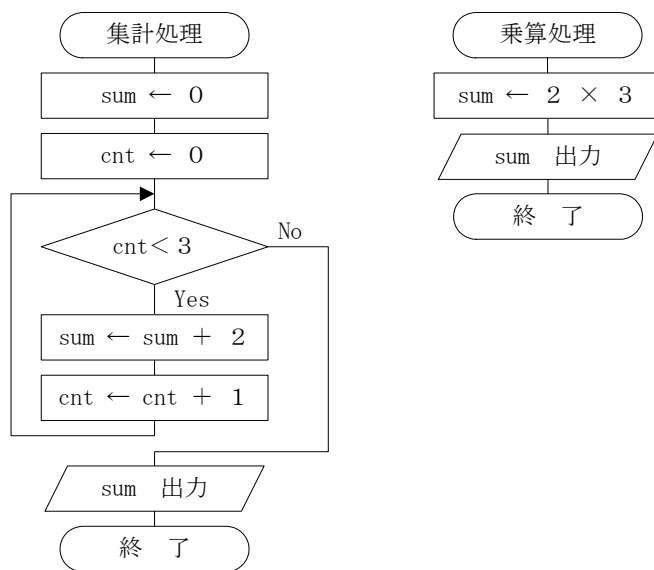 集計処理
sum ← 0
cnt ← 0
cnt＜3
No
Yes
sum ← sum + 2
cnt ← cnt + 1
sum 出力
終 了
乗算処理
sum ← 2 × 3
sum 出力
終 了